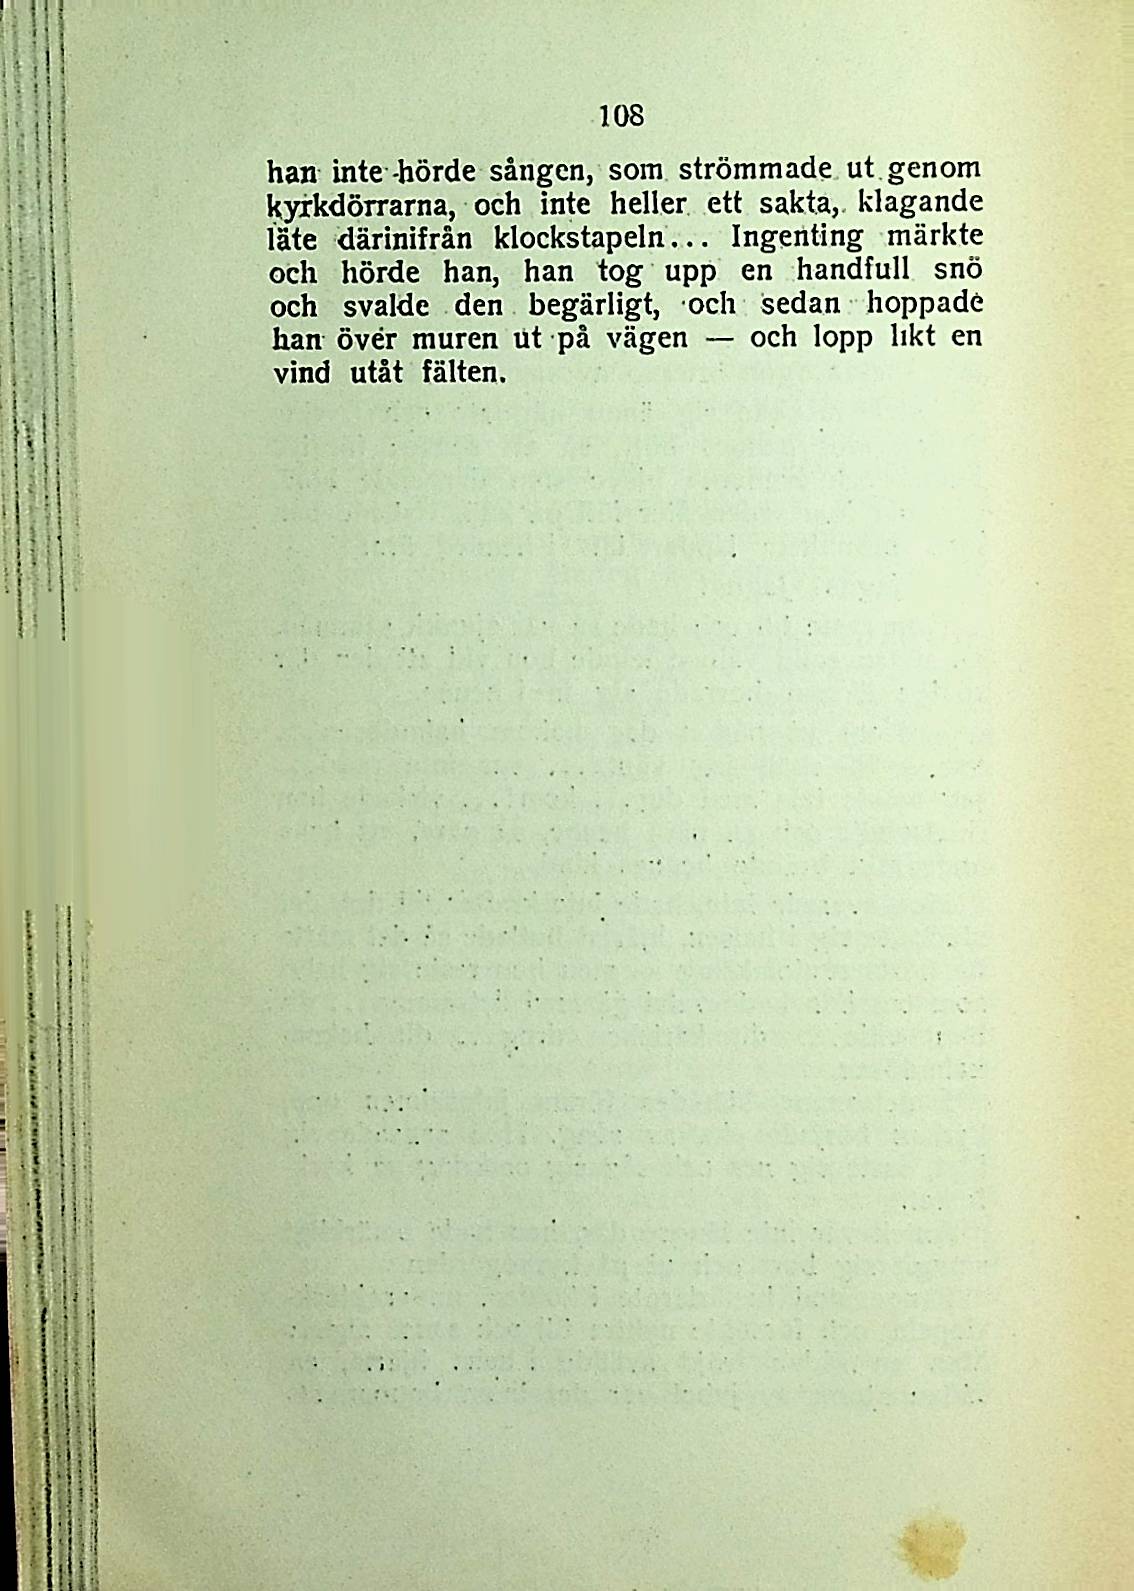 108
han inte hörde sången, som strömmade ut genom
kyrkdörrarna, och inte heller ett sakta, klagande
läte därinifrån klockstapeln... Ingenting märkte
och hörde han, han tog upp en handfull snö
och svalde den begärligt, och sedan hoppade
han över muren ut på vägen — och lopp likt en
vind utåt fälten.